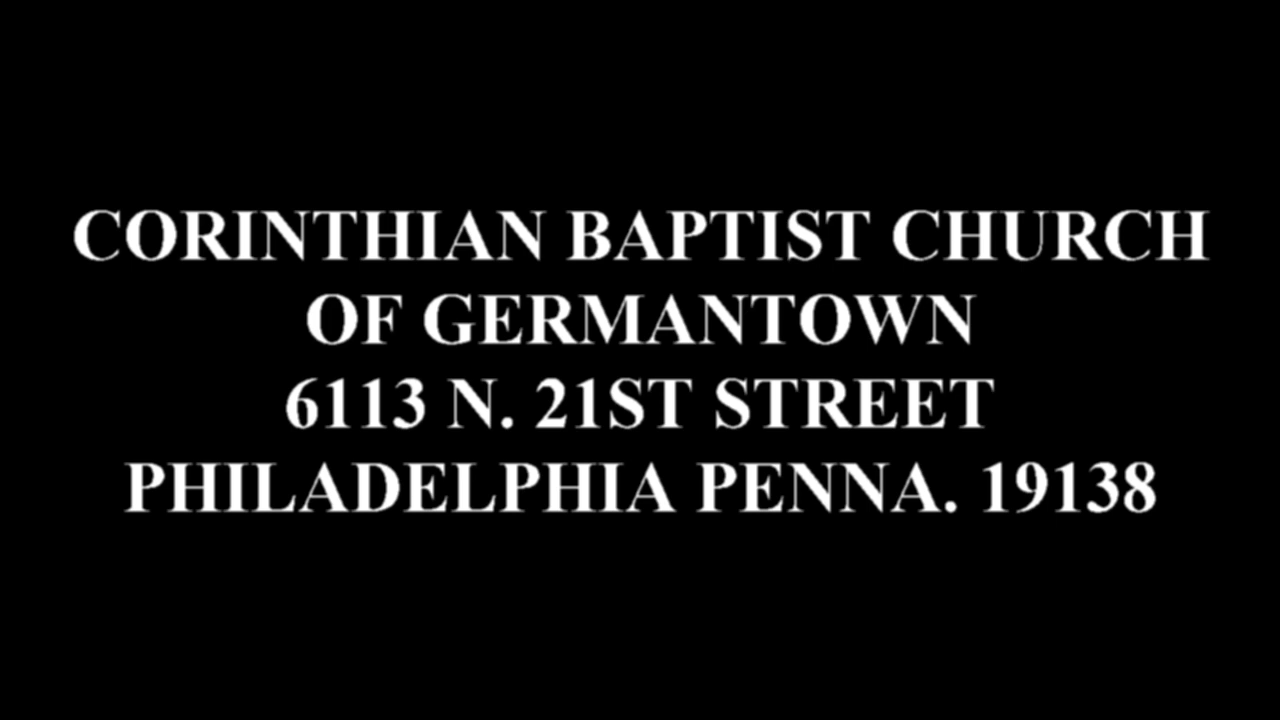 CORINTHIAN BAPTIST CHURCH
OF GERMANTOWN
6113 N. 21ST STREET
PHILADELPHIA PENNA. 19138